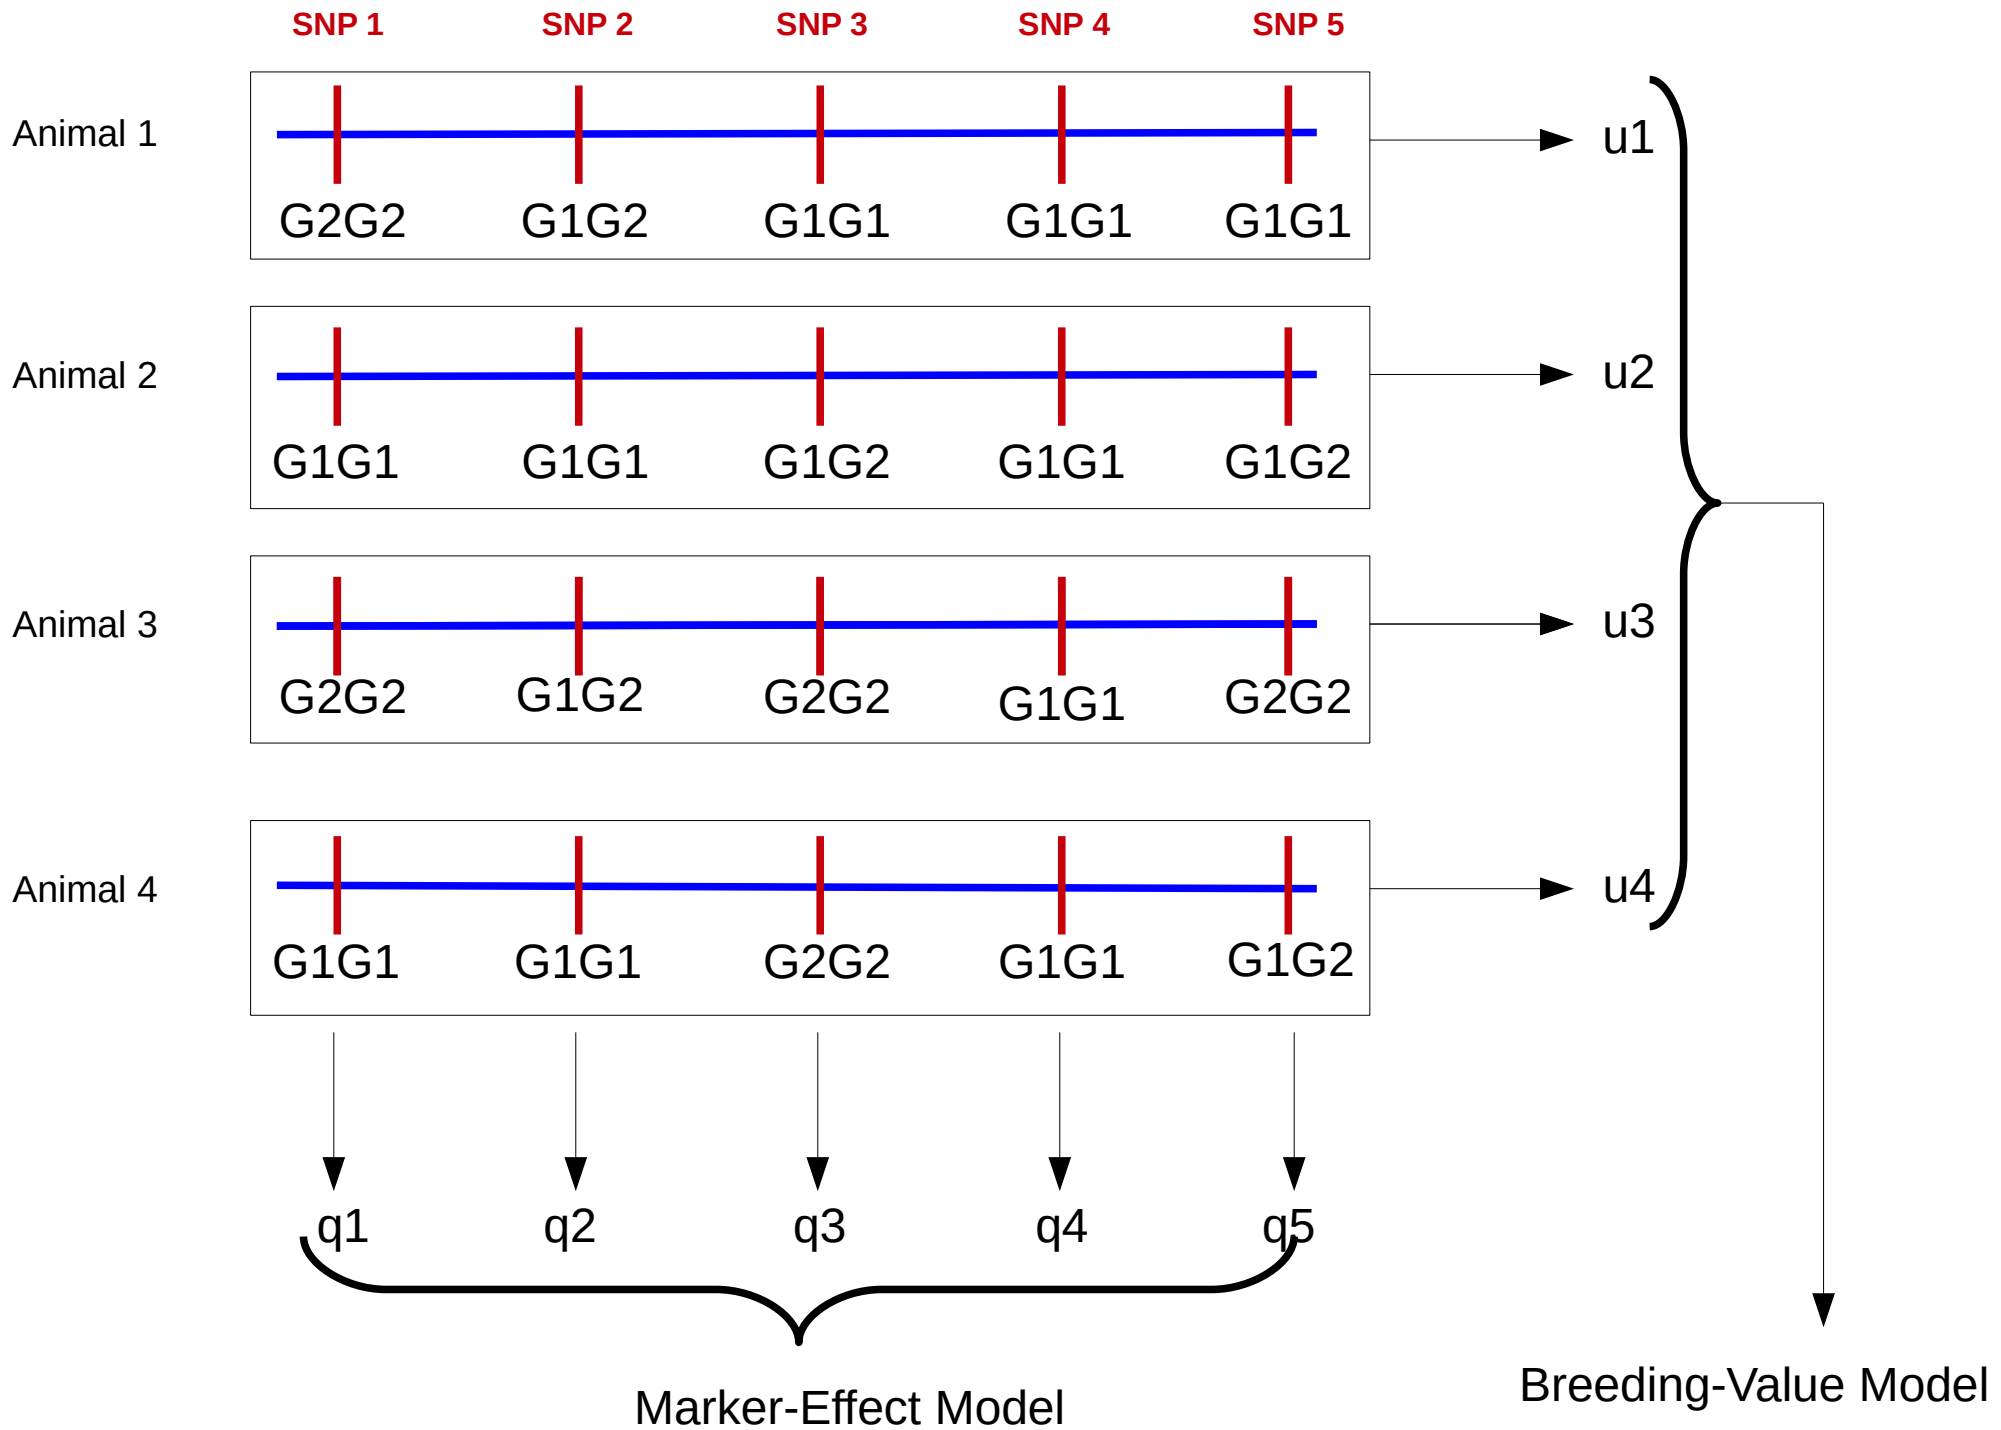 SNP 1 SNP 2 SNP 3 SNP 4 SNP 5
Animal 1 u1
G2G2 G1G2 G1G1 G1G1 G1G1
Animal 2 u2
G1G1 G1G1 G1G2 G1G1 G1G2
Animal 3 u3
G2G2 G1G2 G2G2 G1G1 G2G2
Animal 4 u4
G1G1 G1G1 G2G2 G1G1 G1G2
q1 q2 q3 q4 q5
Breeding-Value Model
Marker-Effect Model